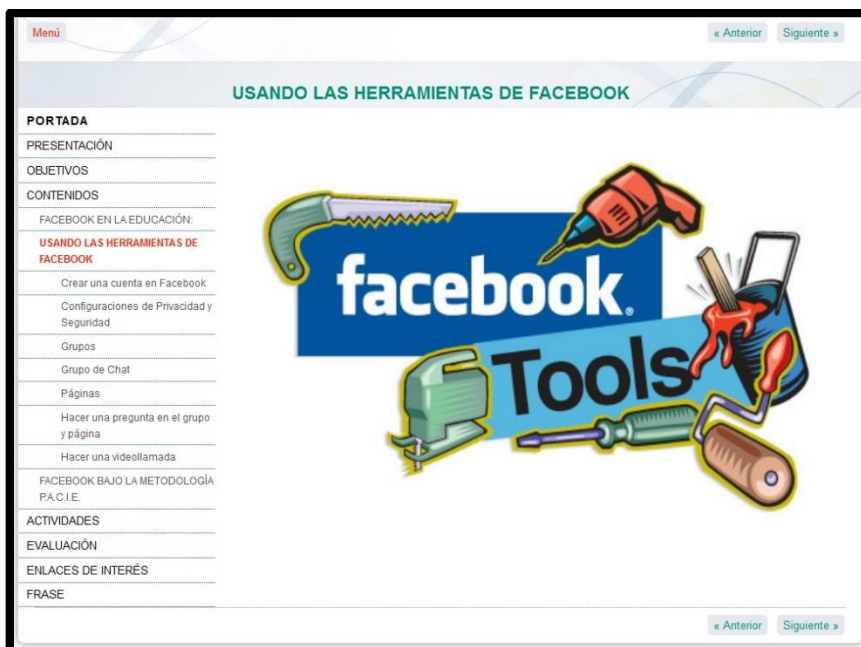 Menú
« Anterior Siguiente »
USANDO LAS HERRAMIENTAS DE FACEBOOK
PORTADA
PRESENTACIÓN
OBJETIVOS
CONTENIDOS
FACEBOOK EN LA EDUCACIÓN:
USANDO LAS HERRAMIENTAS DE
FACEBOOK
Crear una cuenta en Facebook
Configuraciones de Privacidad y
Seguridad
Grupos
Grupo de Chat
Páginas
Hacer una pregunta en el grupo
y página
Hacer una videollamada
FACEBOOK BAJO LA METODOLOGÍA
P.A.C.I.E.
ACTIVIDADES
EVALUACIÓN
ENLACES DE INTERÉS
FRASE
facebook®
Tools
« Anterior Siguiente »